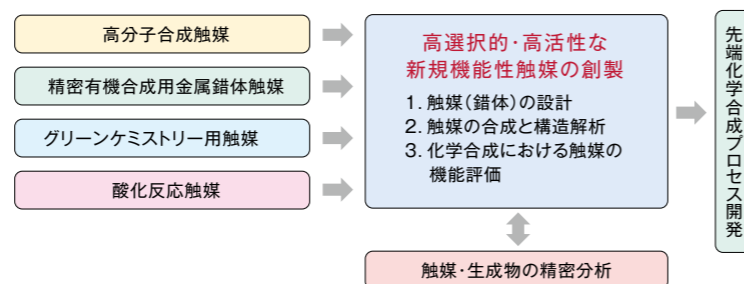 高分子合成触媒
精密有機合成用金属錯体触媒
グリーンケミストリー用触媒
酸化反応触媒
高選択的・高活性な
新規機能性触媒の創製
1. 触媒(錯体)の設計
2. 触媒の合成と構造解析
3. 化学合成における触媒の
機能評価
触媒・生成物の精密分析
先端化学合成プロセス開発